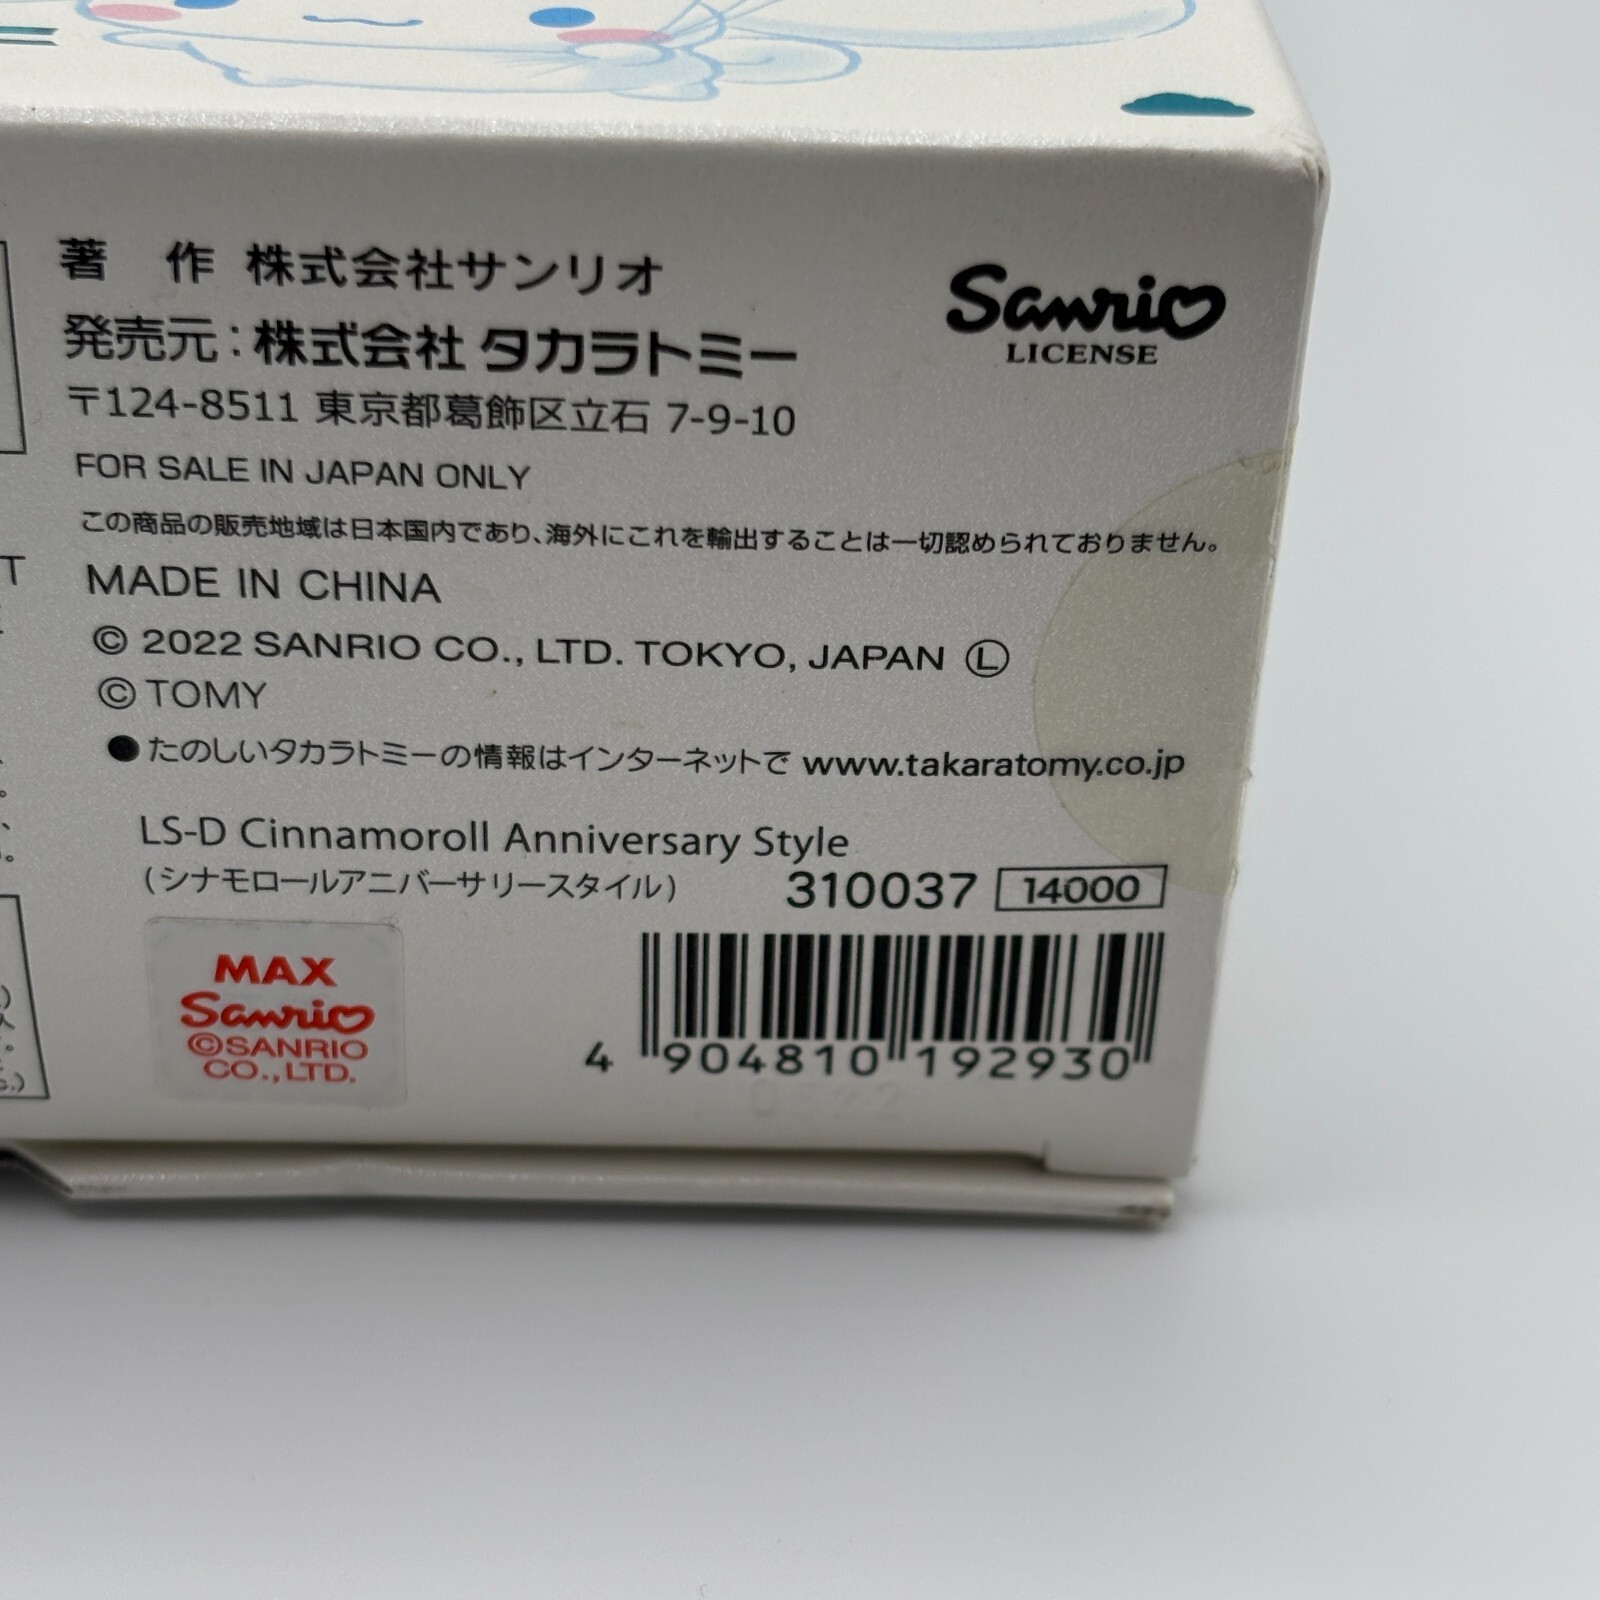 著 作 株式会社サンリオ
Sanrio
LICENSE
発売元：株式会社 タカラトミー
〒124-8511 東京都葛飾区立石 7-9-10
FOR SALE IN JAPAN ONLY
この商品の販売地域は日本国内であり、海外にこれを輸出することは一切認められておりません。
MADE IN CHINA
© 2022 SANRIO CO., LTD. TOKYO, JAPAN Ⓛ
© TOMY
●たのしいタカラトミーの情報はインターネットで www.takaratomy.co.jp
LS-D Cinnamoroll Anniversary Style
(シナモロールアニバーサリースタイル)
310037 14000
MAX
Sanrio
©SANRIO
CO.,LTD.
4 904810 192930